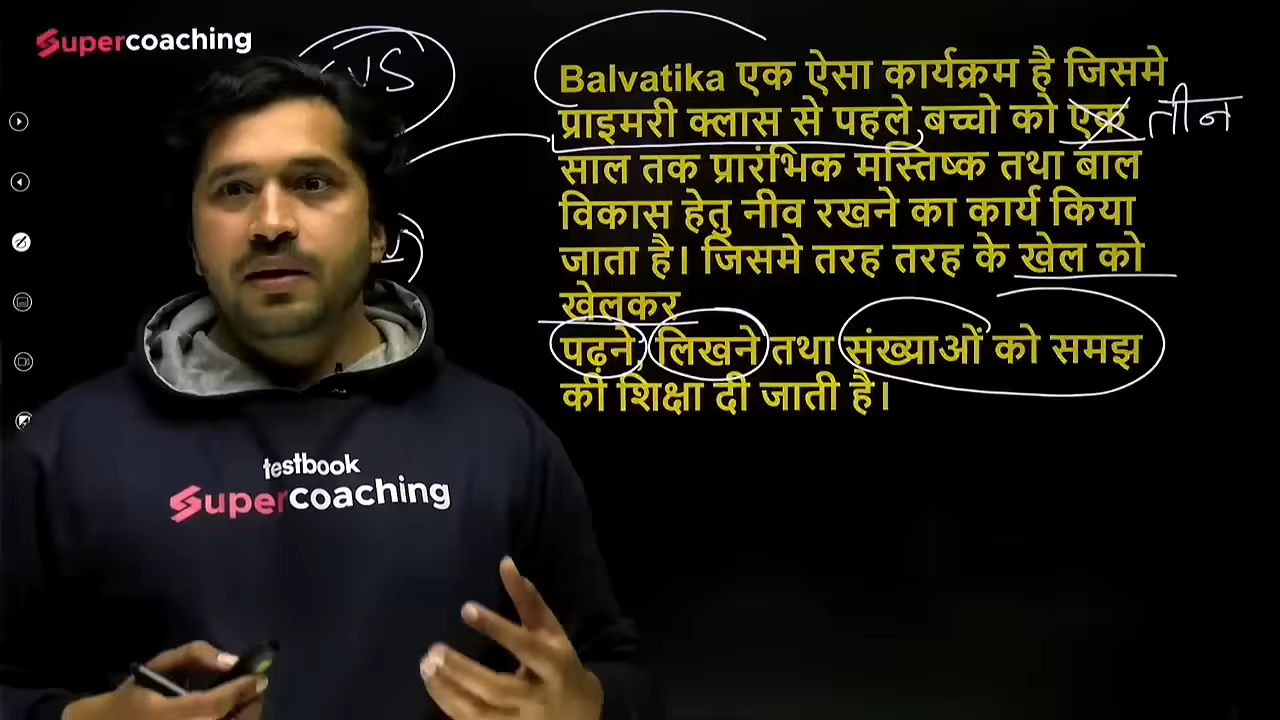 Supercoaching
Balvatika एक ऐसा कार्यक्रम है जिसमे
प्राइमरी क्लास से पहले, बच्चो को एक तीन
साल तक प्रारंभिक मस्तिष्क तथा बाल
विकास हेतु नीव रखने का कार्य किया
जाता है। जिसमे तरह तरह के खेल को
खेलकर
पढ़ने, लिखने तथा संख्याओं को समझ
की शिक्षा दी जाती है।
testbook
Supercoaching